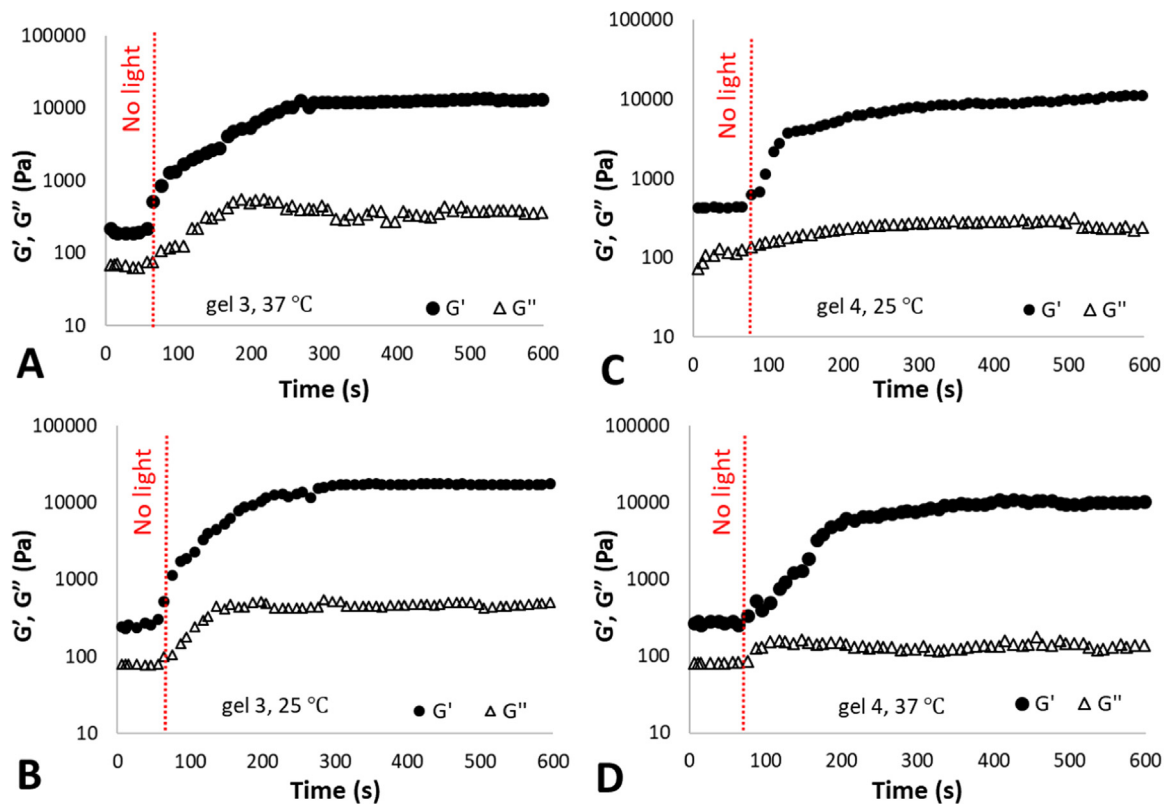 100000
10000
1000
100
10
G', G'' (Pa)
No light
gel 3, 37 °C
G' G''
0 100 200 300 400 500 600
Time (s)
A
100000
10000
1000
100
10
G', G'' (Pa)
No light
gel 3, 25 °C
G' G''
0 100 200 300 400 500 600
Time (s)
B
100000
10000
1000
100
10
G', G'' (Pa)
No light
gel 4, 25 °C
G' G''
0 100 200 300 400 500 600
Time (s)
C
100000
10000
1000
100
10
G', G'' (Pa)
No light
gel 4, 37 °C
G' G''
0 100 200 300 400 500 600
Time (s)
D